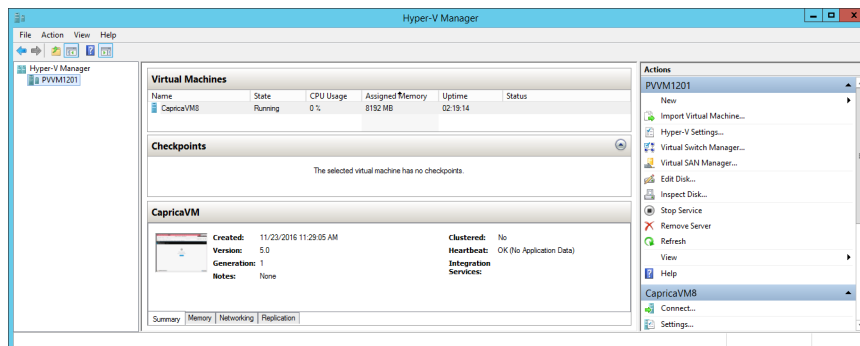 Hyper-V Manager
File Action View Help
Hyper-V Manager
PVVM1201
Virtual Machines
Name State CPU Usage Assigned Memory Uptime Status
CapricaVM8 Running 0 % 8192 MB 02:19:14
Checkpoints
The selected virtual machine has no checkpoints.
CapricaVM
Created: 11/23/2016 11:29:05 AM Clustered: No
Version: 5.0 Heartbeat: OK (No Application Data)
Generation: 1 Integration
Services:
Notes: None
Summary Memory Networking Replication
Actions
PVVM1201
New
Import Virtual Machine...
Hyper-V Settings...
Virtual Switch Manager...
Virtual SAN Manager...
Edit Disk...
Inspect Disk...
Stop Service
Remove Server
Refresh
View
Help
CapricaVM8
Connect...
Settings...